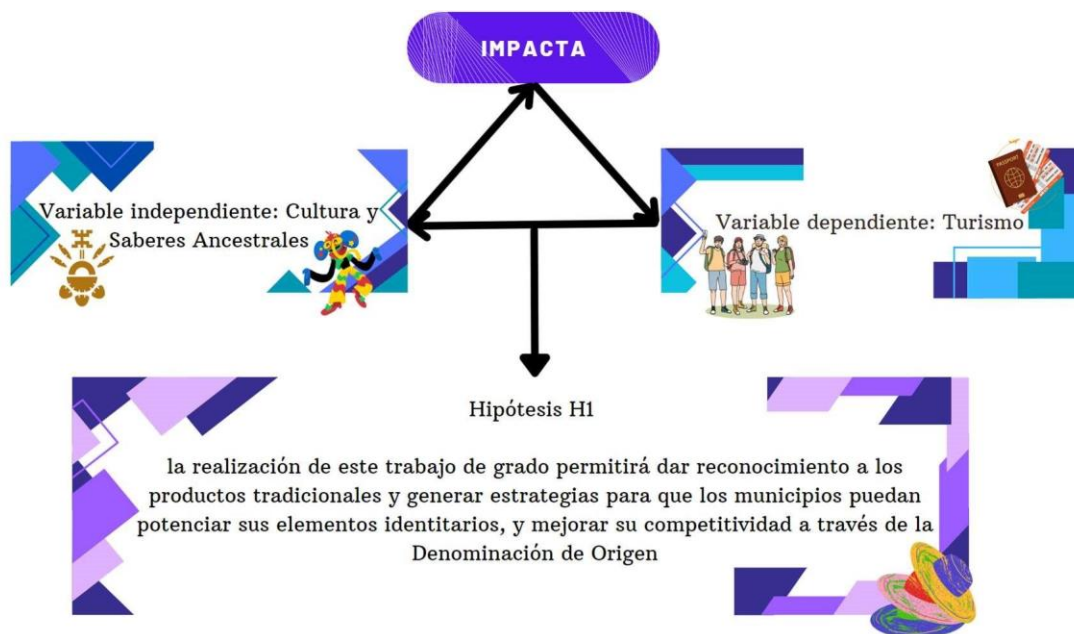 IMPACTA
Variable independiente: Cultura y
Saberes Ancestrales
Variable dependiente: Turismo
PASSPORT
Hipótesis H1
la realización de este trabajo de grado permitirá dar reconocimiento a los
productos tradicionales y generar estrategias para que los municipios puedan
potenciar sus elementos identitarios, y mejorar su competitividad a través de la
Denominación de Origen